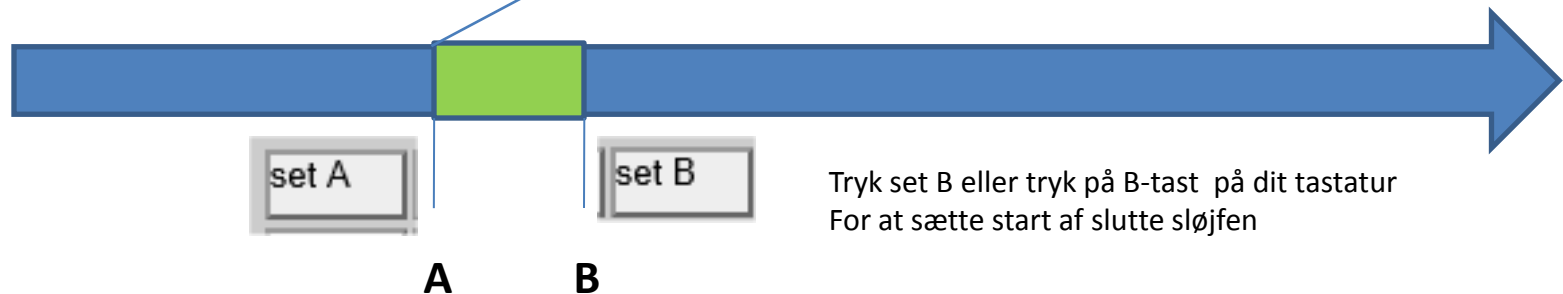 set A
set B
Tryk set B eller tryk på B-tast  på dit tastatur
For at sætte start af slutte sløjfen
A
B